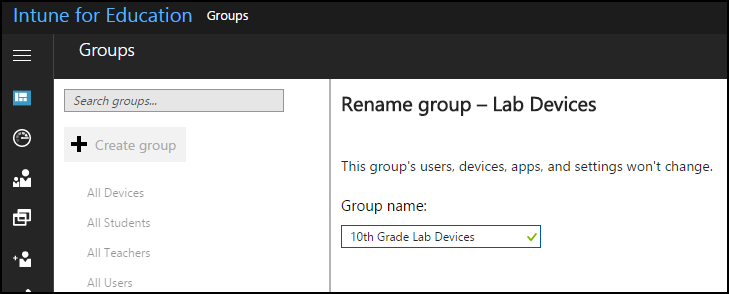 Intune for Education Groups
Groups
Search groups...
Create group
All Devices
All Students
All Teachers
All Users
Rename group – Lab Devices
This group's users, devices, apps, and settings won't change.
Group name:
10th Grade Lab Devices